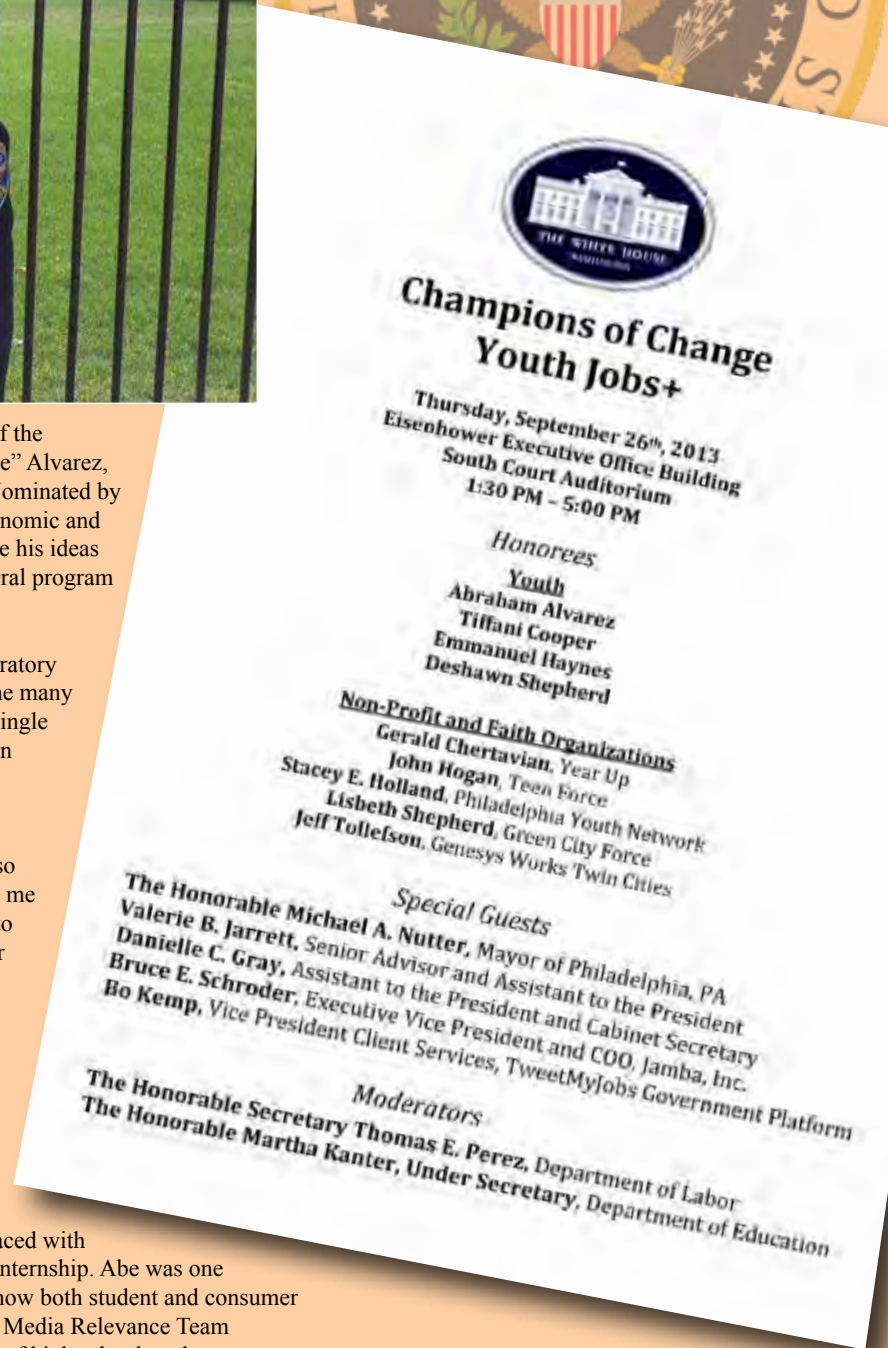 THE WHITE HOUSE
WASHINGTON
Champions of Change
Youth Jobs+
Thursday, September 26th, 2013
Eisenhower Executive Office Building
South Court Auditorium
1:30 PM – 5:00 PM
Honorees
Youth
Abraham Alvarez
Tiffani Cooper
Emmanuel Haynes
Deshawn Shepherd
Non-Profit and Faith Organizations
Gerald Chertavian, Year Up
John Hogan, Teen Force
Stacey E. Holland, Philadelphia Youth Network
Lisbeth Shepherd, Green City Force
Jeff Tollefson, Genesys Works Twin Cities
Special Guests
The Honorable Michael A. Nutter, Mayor of Philadelphia, PA
Valerie B. Jarrett, Senior Advisor and Assistant to the President
Danielle C. Gray, Assistant to the President and Cabinet Secretary
Bruce E. Schroder, Executive Vice President and COO, Jamba, Inc.
Bo Kemp, Vice President Client Services, TweetMyJobs Government Platform
Moderators
The Honorable Secretary Thomas E. Perez, Department of Labor
The Honorable Martha Kanter, Under Secretary, Department of Education
f the
e” Alvarez,
Nominated by
nomic and
e his ideas
ral program
ratory
ne many
ingle
n
so
me
to
r
aced with
nternship. Abe was one
how both student and consumer
Media Relevance Team